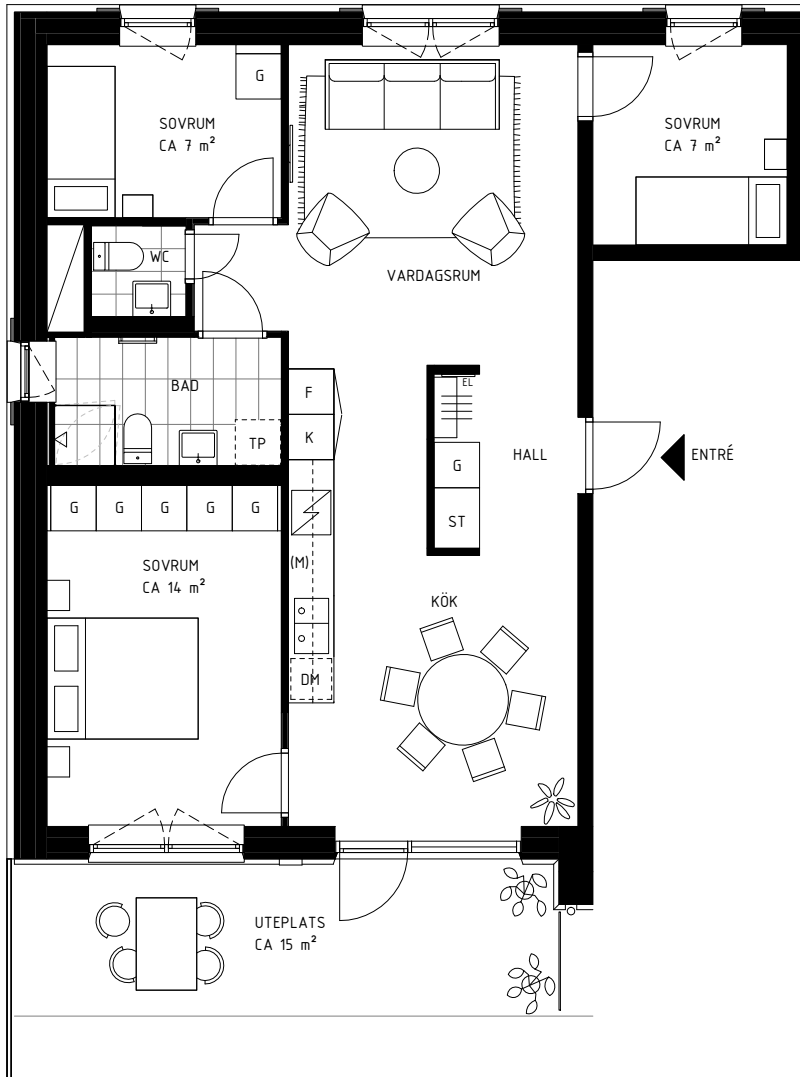 G
SOVRUM
CA 7 m²
SOVRUM
CA 7 m²
WC
VARDAGSRUM
BAD
F
K
TP
EL
G
ST
HALL
ENTRÉ
G G G G G
SOVRUM
CA 14 m²
(M)
KÖK
DM
UTEPLATS
CA 15 m²